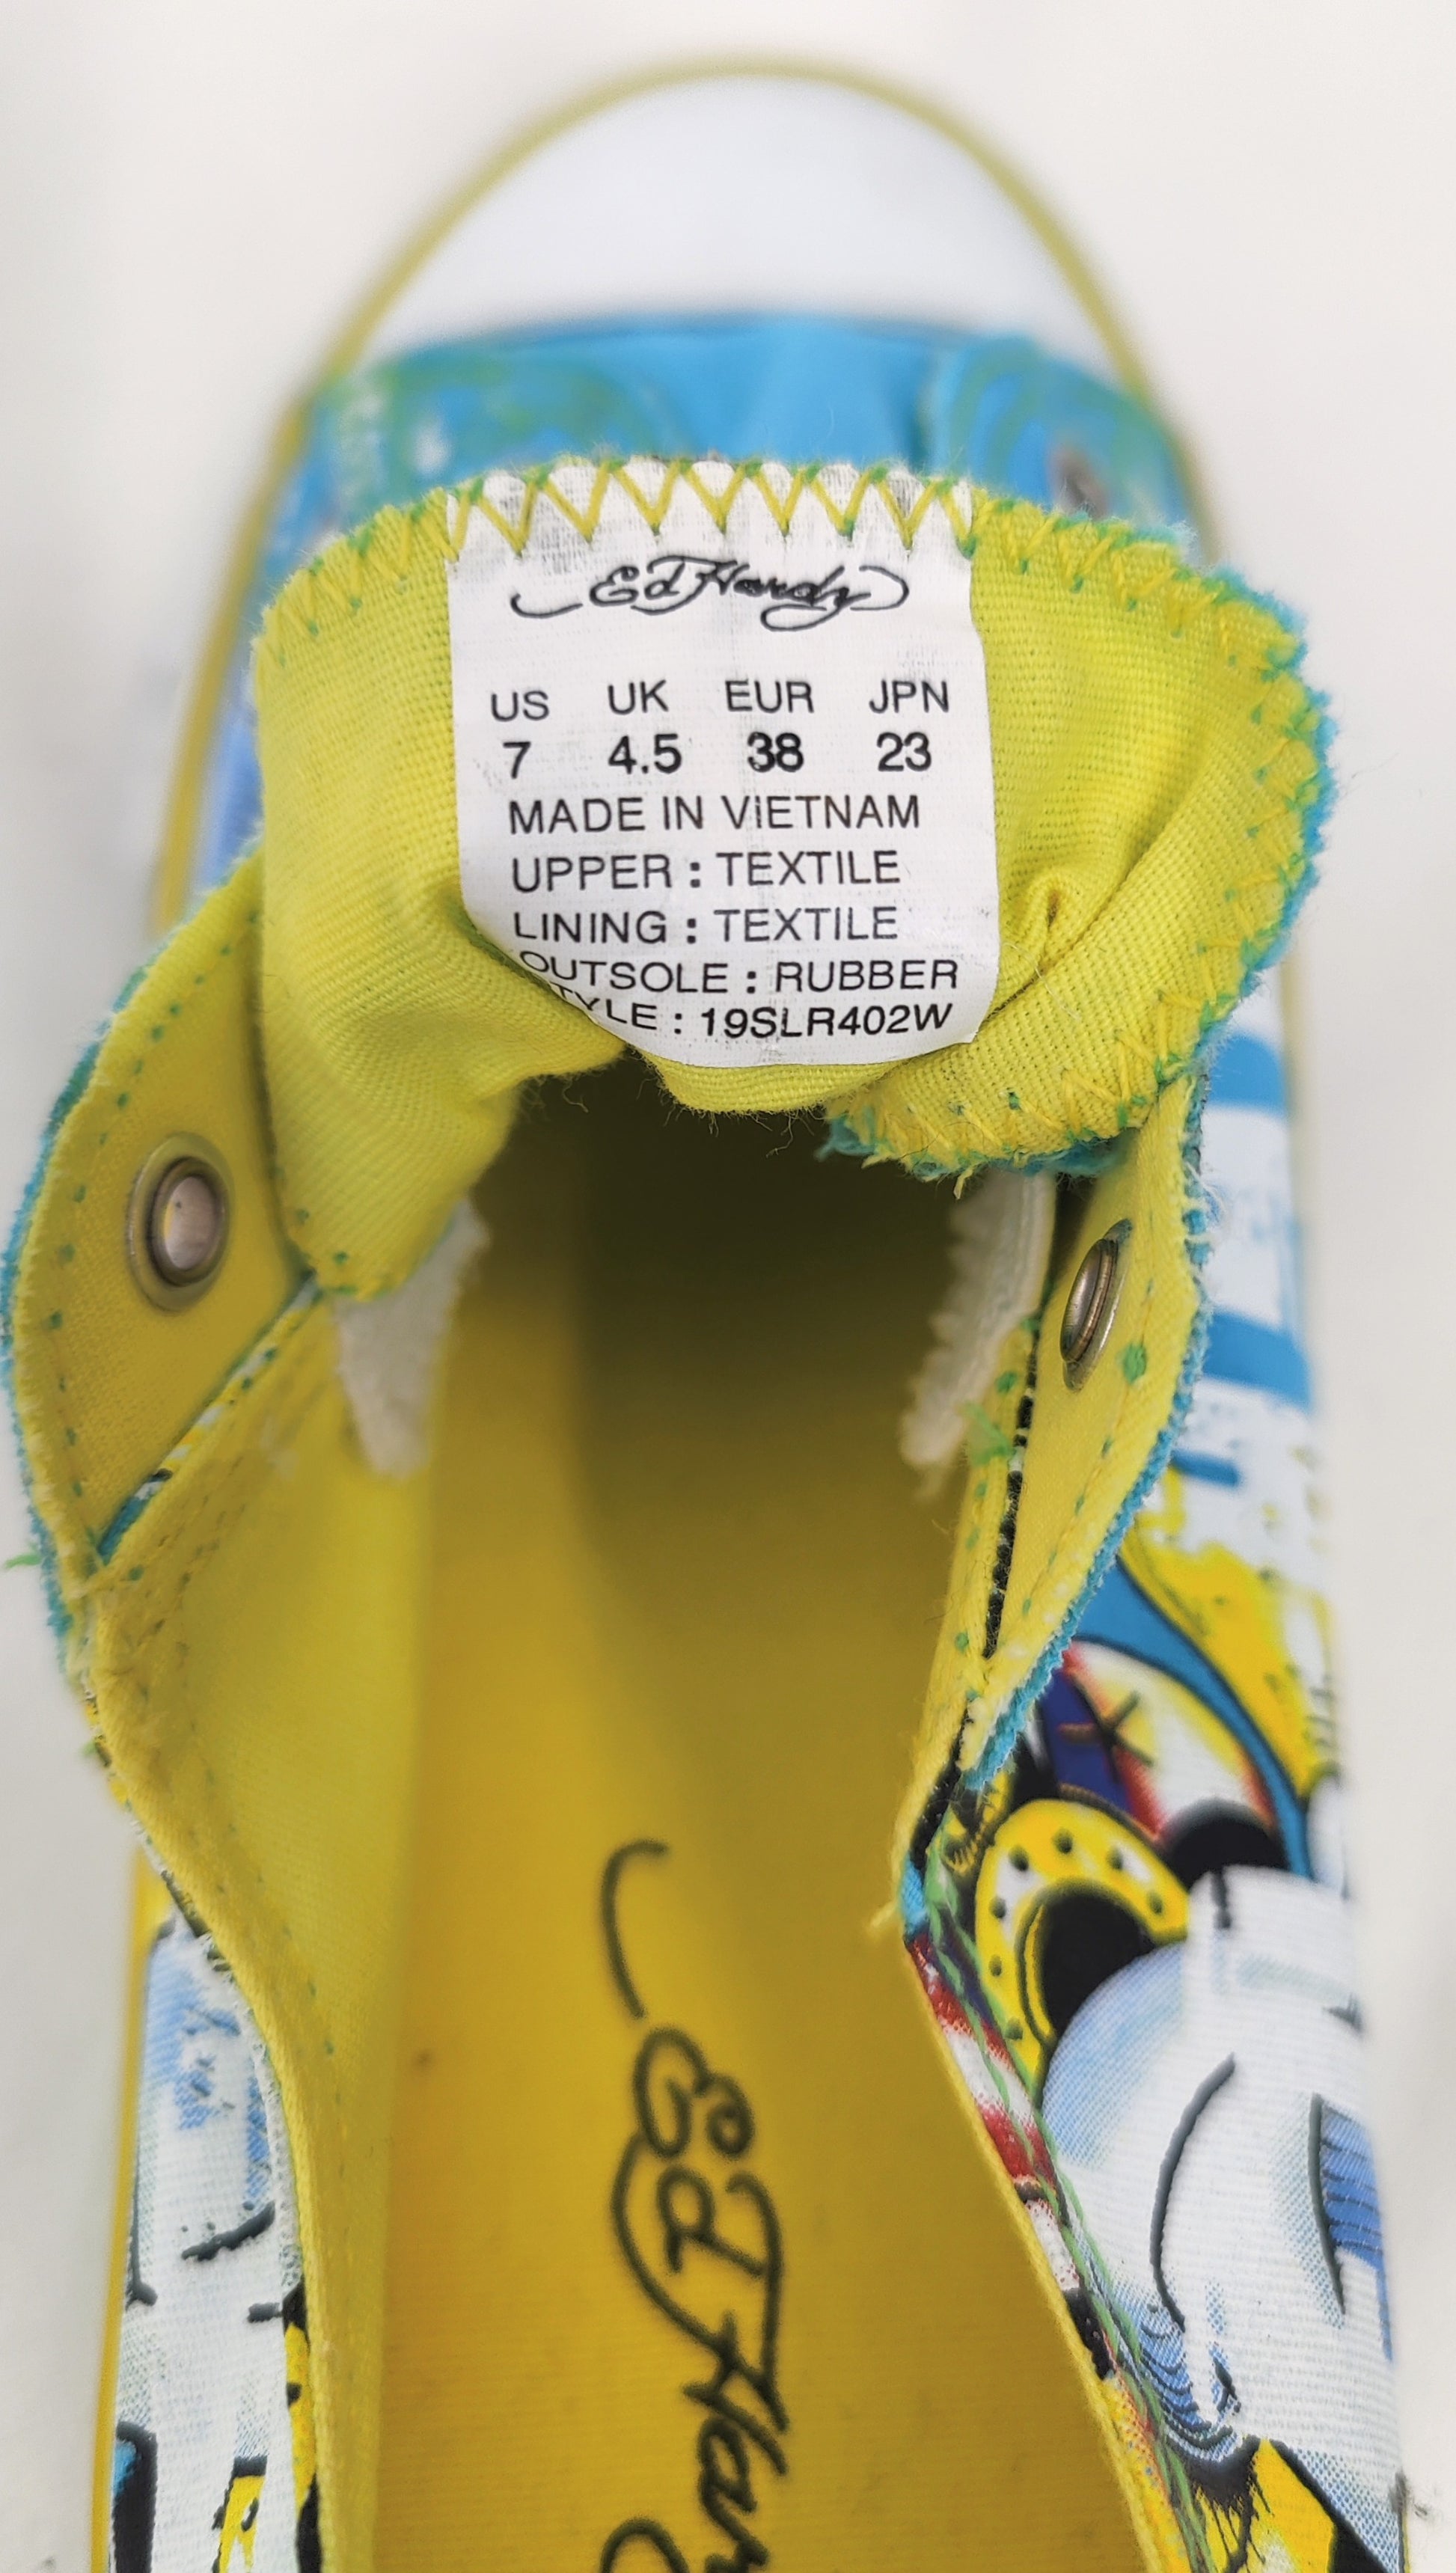 Ed Hardy
US UK EUR JPN
7 4.5 38 23
MADE IN VIETNAM
UPPER : TEXTILE
LINING : TEXTILE
OUTSOLE : RUBBER
TYLE : 19SLR402W
Ed Har